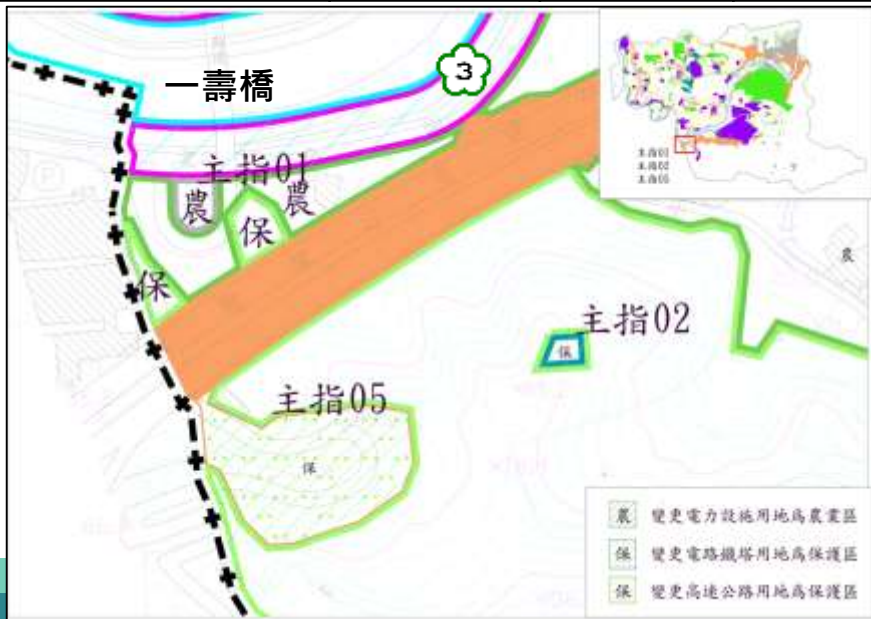 一壽橋
3
主指01
農
農
保
保
主指01
主指02
主指05
農
主指02
保
主指05
保
農 變更電力設施用地為農業區
保 變更電路鐵塔用地為保護區
保 變更高速公路用地為保護區